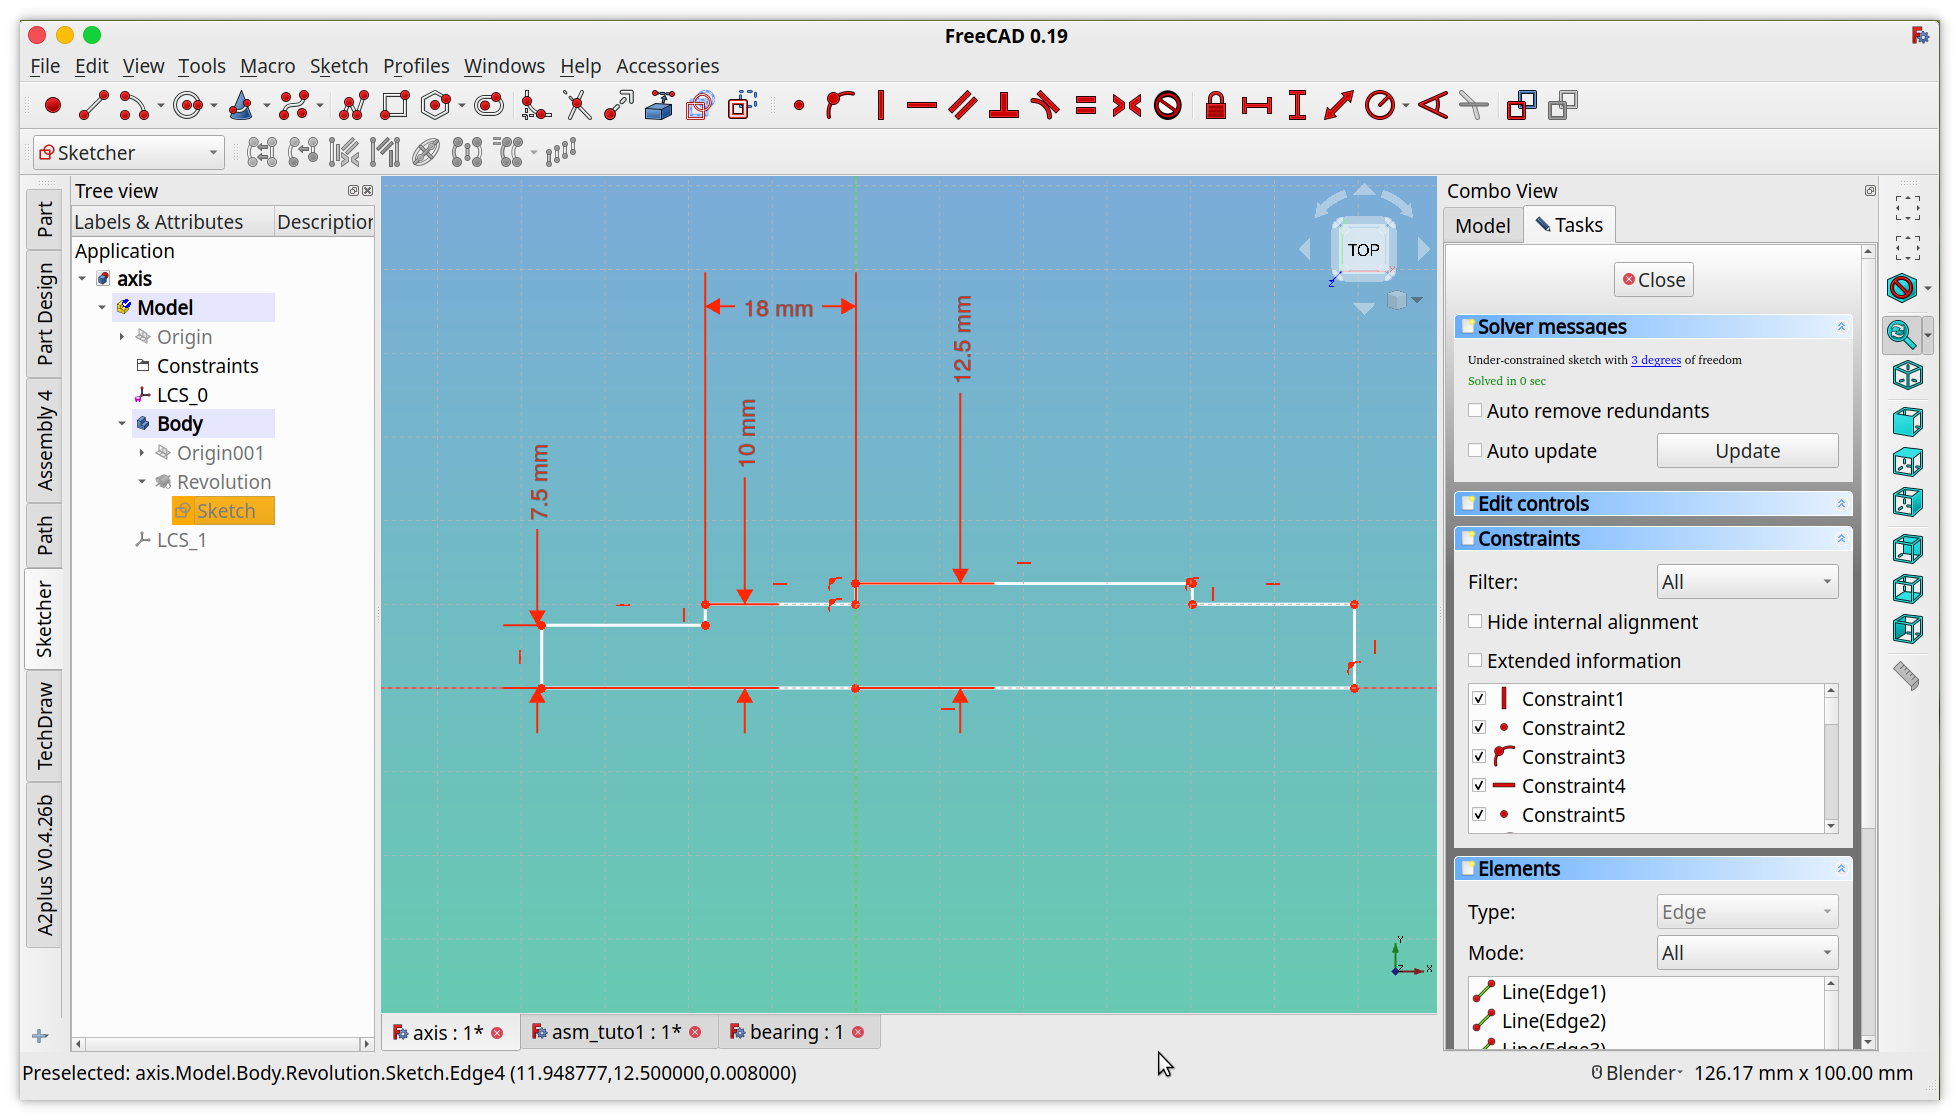 FreeCAD 0.19
File Edit View Tools Macro Sketch Profiles Windows Help Accessories
Sketcher
Part
Part Design
Assembly 4
Path
Sketcher
TechDraw
A2plus V0.4.26b
Tree view
Labels & Attributes Description
Application
axis
Model
Origin
Constraints
LCS_0
Body
Origin001
Revolution
Sketch
LCS_1
18 mm
12.5 mm
10 mm
7.5 mm
TOP
Z
Y
Z
X
Combo View
Model Tasks
Close
Solver messages
Under-constrained sketch with 3 degrees of freedom
Solved in 0 sec
Auto remove redundants
Auto update Update
Edit controls
Constraints
Filter: All
Hide internal alignment
Extended information
Constraint1
Constraint2
Constraint3
Constraint4
Constraint5
Elements
Type: Edge
Mode: All
Line(Edge1)
Line(Edge2)
Line(Edge3)
axis : 1* asm_tuto1 : 1* bearing : 1
Preselected: axis.Model.Body.Revolution.Sketch.Edge4 (11.948777,12.500000,0.008000) Blender 126.17 mm x 100.00 mm